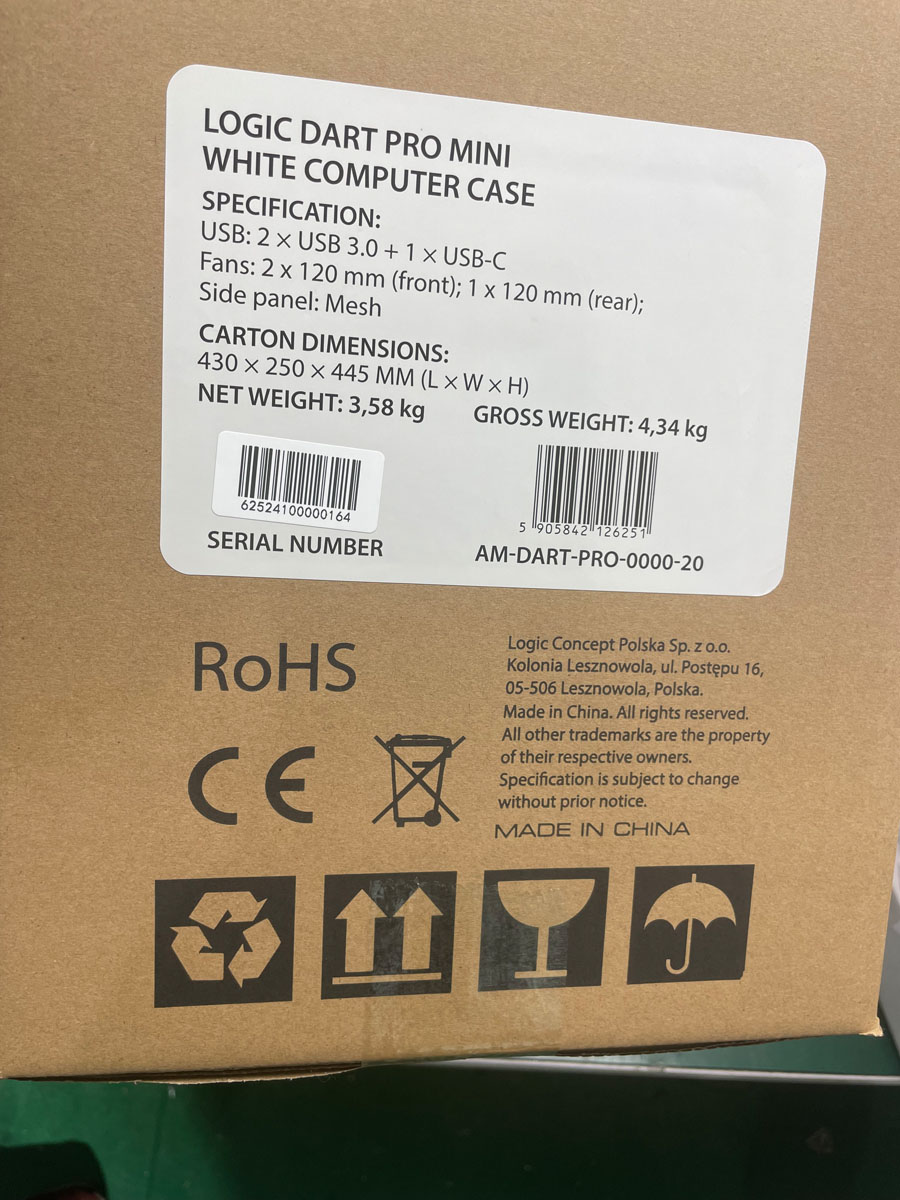 LOGIC DART PRO MINI
WHITE COMPUTER CASE
SPECIFICATION:
USB: 2 × USB 3.0 + 1 × USB-C
Fans: 2 x 120 mm (front); 1 x 120 mm (rear);
Side panel: Mesh
CARTON DIMENSIONS:
430 × 250 × 445 MM (L × W × H)
NET WEIGHT: 3,58 kg GROSS WEIGHT: 4,34 kg
62524100000164
5 905842 126251
SERIAL NUMBER
AM-DART-PRO-0000-20
RoHS
Logic Concept Polska Sp. z o.o.
Kolonia Lesznowola, ul. Postępu 16,
05-506 Lesznowola, Polska.
Made in China. All rights reserved.
All other trademarks are the property
of their respective owners.
Specification is subject to change
without prior notice.
MADE IN CHINA
CE